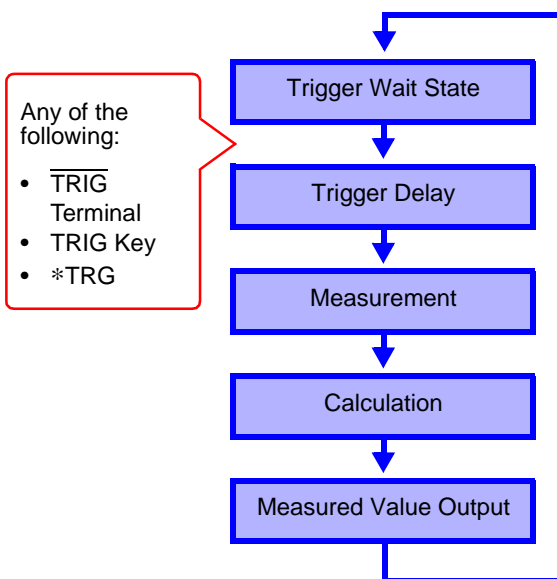 Trigger Wait State
Any of the
following:
• TRIG
Terminal
• TRIG Key
• *TRG
Trigger Delay
Measurement
Calculation
Measured Value Output